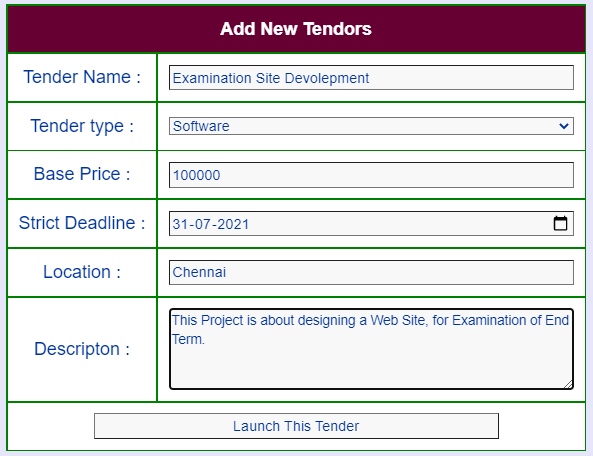 Add New Tendors
Tender Name : Examination Site Devolepment
Tender type : Software
Base Price : 100000
Strict Deadline : 31-07-2021
Location : Chennai
Descripton : This Project is about designing a Web Site, for Examination of End
Term.
Launch This Tender